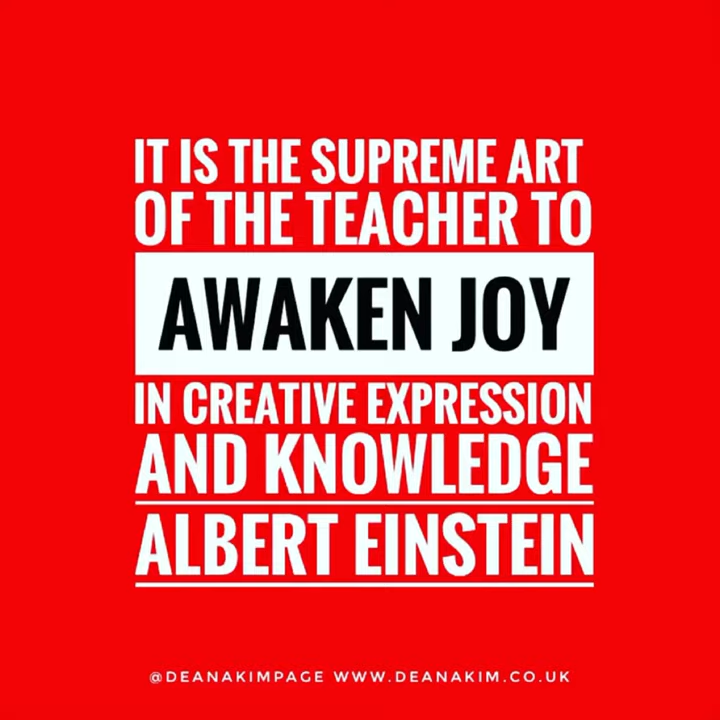 IT IS THE SUPREME ART
OF THE TEACHER TO
AWAKEN JOY
IN CREATIVE EXPRESSION
AND KNOWLEDGE
ALBERT EINSTEIN
@DEANAKIMPAGE WWW.DEANAKIM.CO.UK